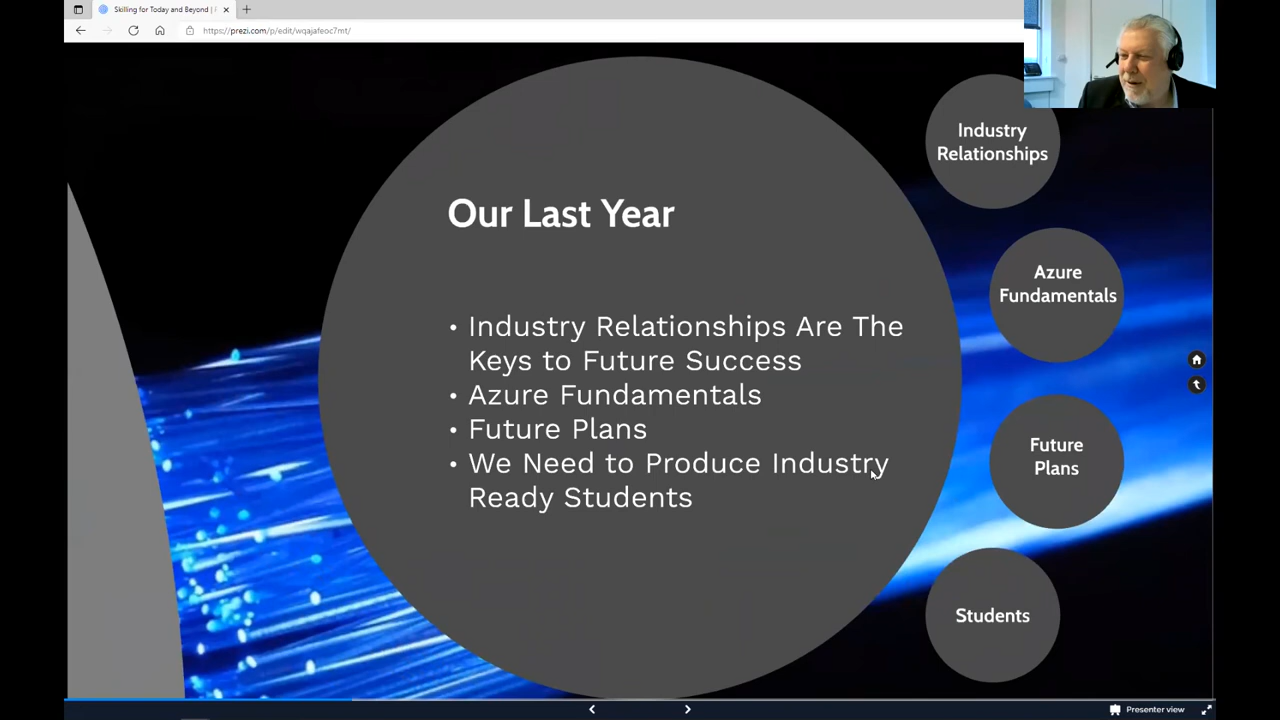 Skilling for Today and Beyond |
https://prezi.com/p/edit/wqajafeoc7mt/
Our Last Year
• Industry Relationships Are The
Keys to Future Success
• Azure Fundamentals
• Future Plans
• We Need to Produce Industry
Ready Students
Industry
Relationships
Azure
Fundamentals
Future
Plans
Students
Presenter view